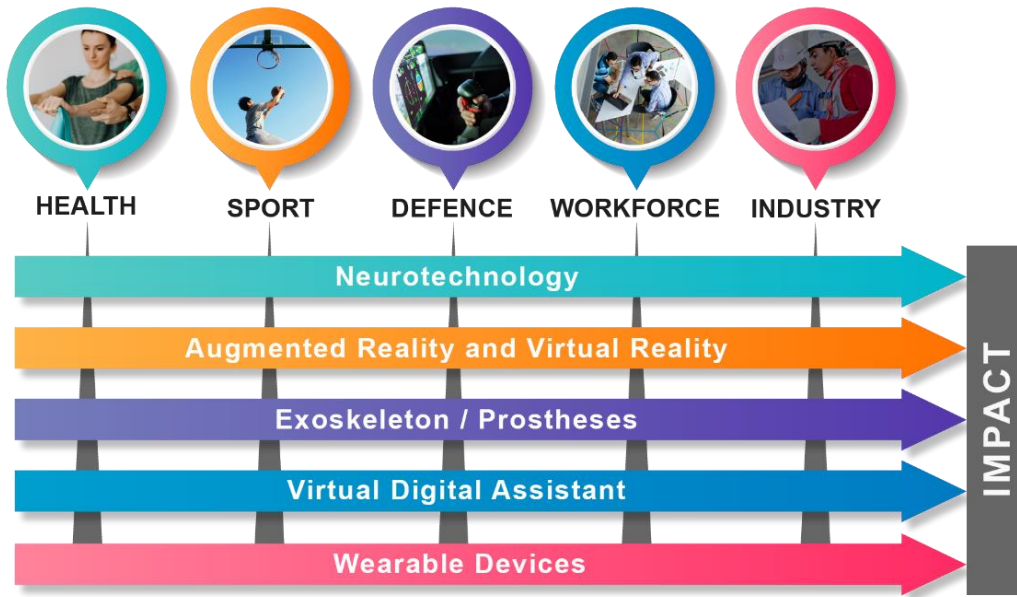 HEALTH
SPORT
DEFENCE
WORKFORCE
INDUSTRY
Neurotechnology
Augmented Reality and Virtual Reality
Exoskeleton / Prostheses
Virtual Digital Assistant
Wearable Devices
IMPACT